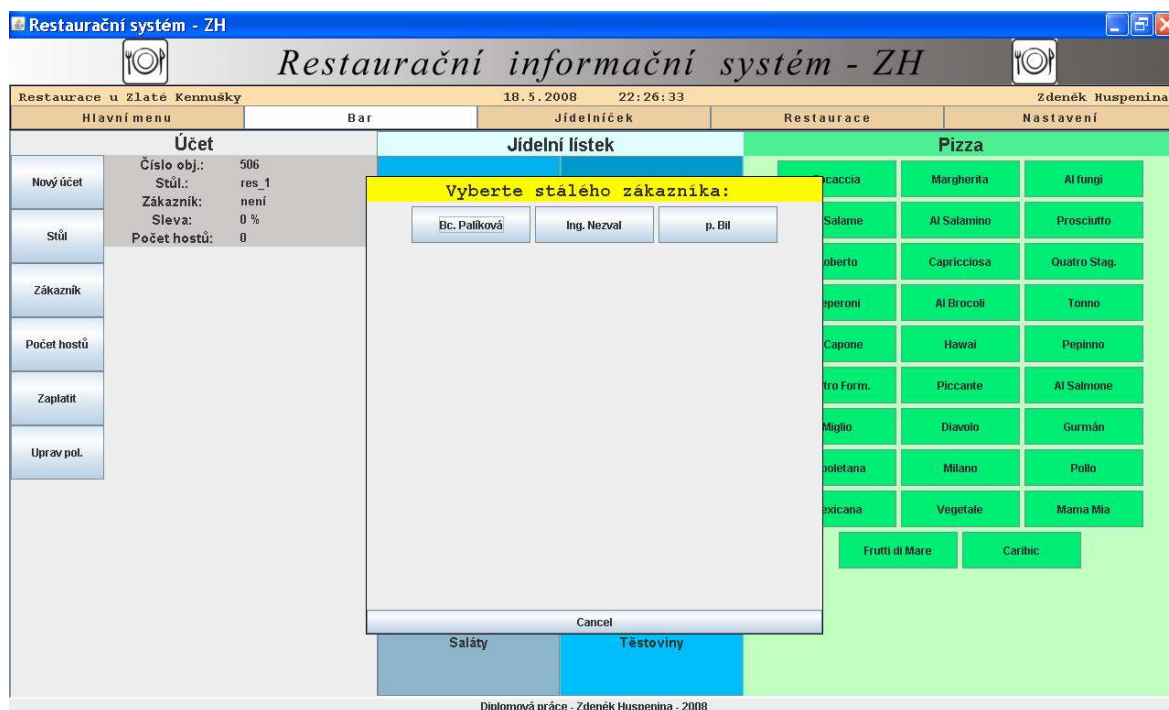 Restaurační systém - ZH
Restaurační informační systém - ZH
Restaurace u Zlaté Kennušky 18.5.2008 22:26:33 Zdeněk Huspenina
Hlavní menu Bar Jídelníček Restaurace Nastavení
Účet Jídelní lístek Pizza
Nový účet
Stůl
Zákazník
Počet hostů
Zaplatit
Uprav pol.
Číslo obj.: 506
Stůl.: res_1
Zákazník: není
Sleva: 0 %
Počet hostů: 0
Vyberte stálého zákazníka:
Bc. Palíková Ing. Nezval p. Bil
Cancel
Saláty Těstoviny
Margherita Al fungi
Salame Al Salamino Prosciutto
Capricciosa Quatro Stag.
Al Brocoli Tonno
Capone Hawai Pepinno
Form. Piccante Al Salmone
Miglio Diavolo Gurmán
Milano Pollo
Vegetale Mama Mia
Frutti di Mare Caribic
Diplomová práce - Zdeněk Huspenina - 2008